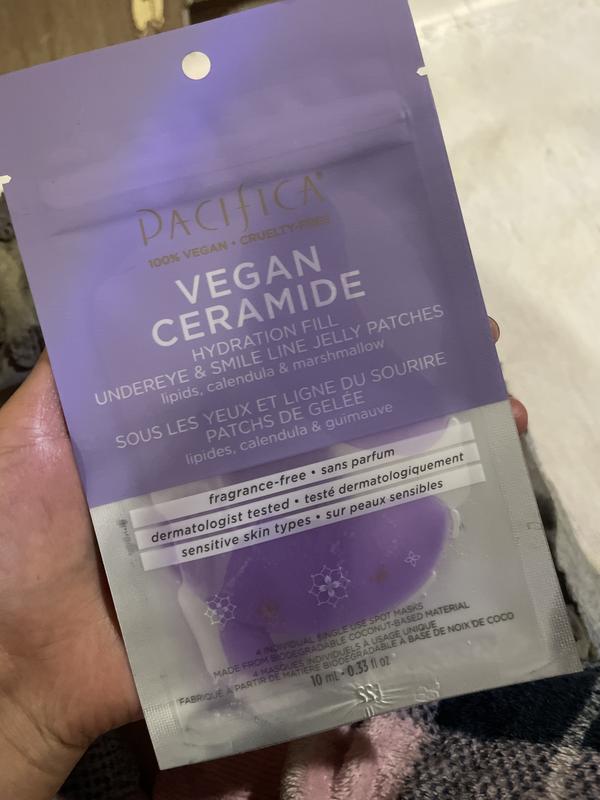 PACIFICA®
100% VEGAN • CRUELTY-FREE
VEGAN
CERAMIDE
HYDRATION FILL
UNDEREYE & SMILE LINE JELLY PATCHES
lipids, calendula & marshmallow
SOUS LES YEUX ET LIGNE DU SOURIRE
PATCHS DE GELÉE
lipides, calendula & guimauve
fragrance-free • sans parfum
dermatologist tested • testé dermatologiquement
sensitive skin types • sur peaux sensibles
4 INDIVIDUAL SINGLE USE SPOT MASKS
MADE FROM BIODEGRADABLE COCONUT-BASED MATERIAL
4 MASQUES INDIVIDUELS À USAGE UNIQUE
FABRIQUÉ À PARTIR DE MATIÈRE BIODÉGRADABLE À BASE DE NOIX DE COCO
10 mL • 0.33 fl oz